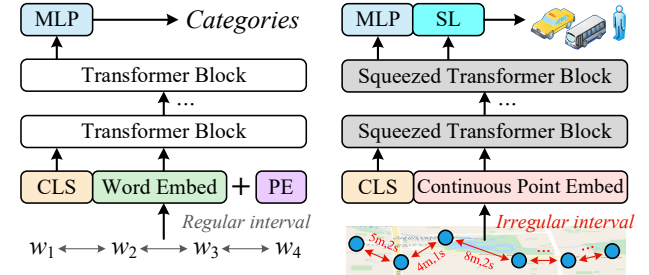 MLP
Categories
Transformer Block
...
Transformer Block
CLS
Word Embed
+
PE
Regular interval
w1
w2
w3
w4
MLP
SL
Squeezed Transformer Block
...
Squeezed Transformer Block
CLS
Continuous Point Embed
Irregular interval
5m,2s
4m,1s
8m,2s
...
...